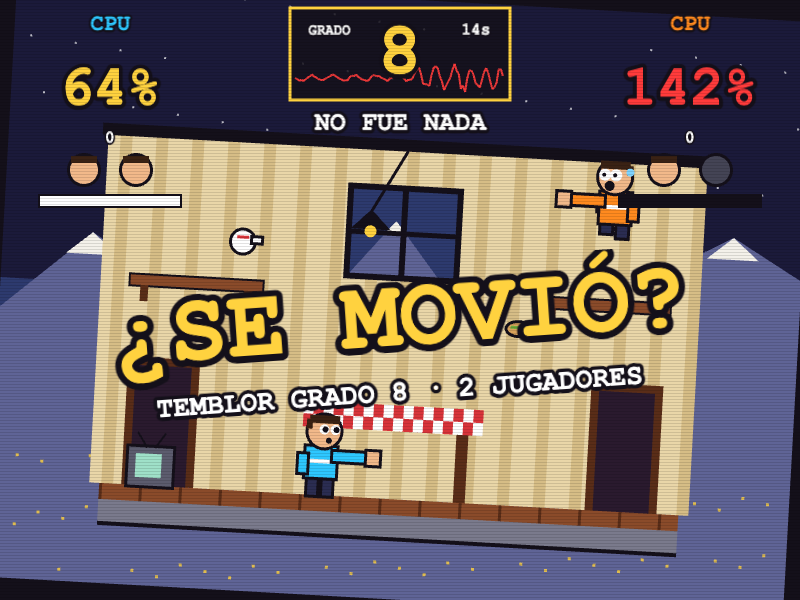 CPU
GRADO 8 14s
CPU
64%
142%
NO FUE NADA
0
0
¿SE MOVIÓ?
TEMBLOR GRADO 8 · 2 JUGADORES